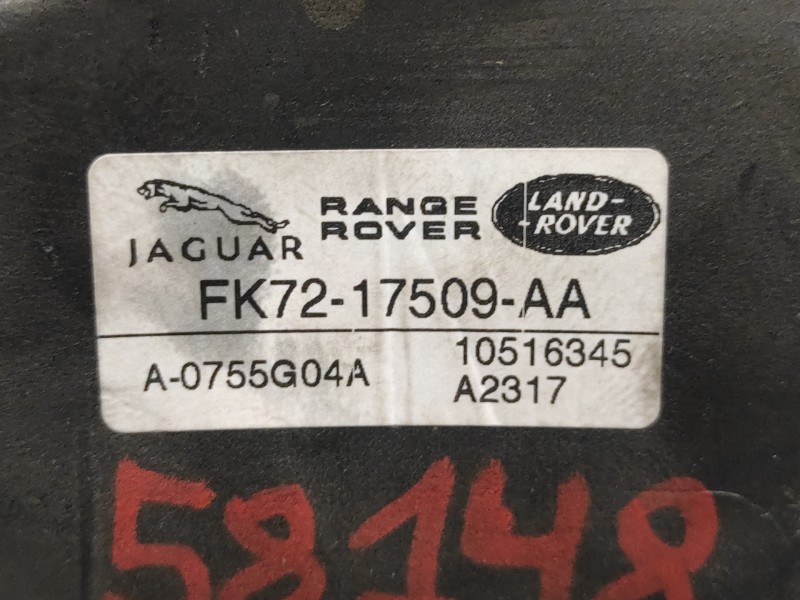 JAGUAR RANGE ROVER LAND-ROVER
FK72-17509-AA
A-0755G04A 10516345
A2317
58148